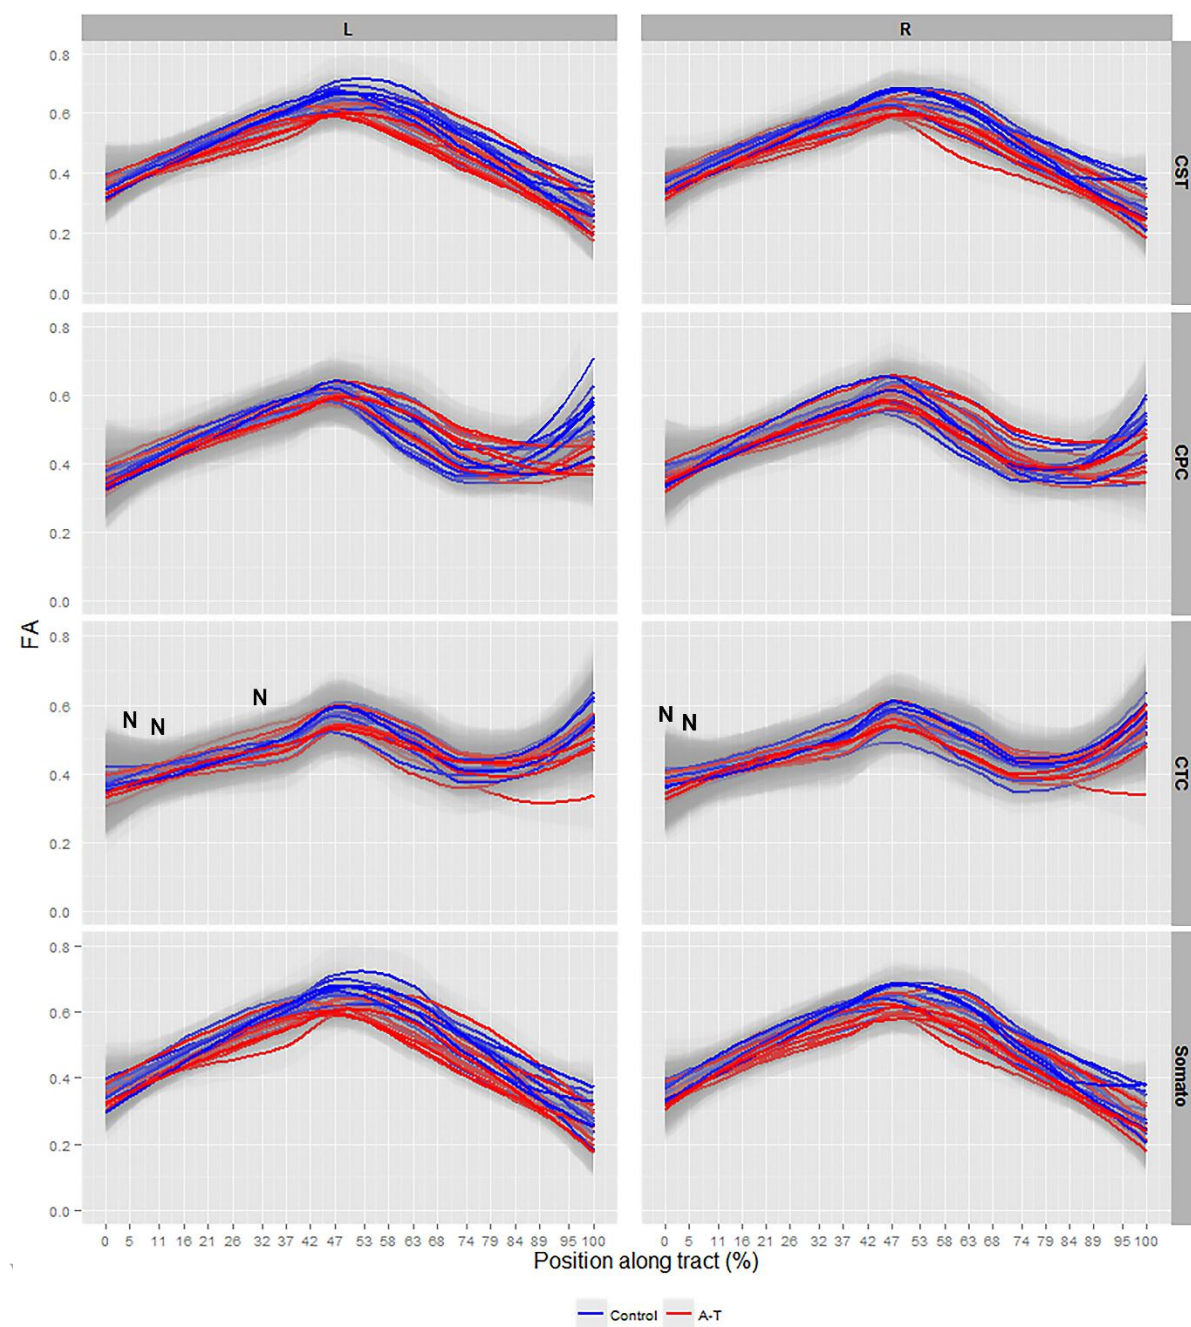 L R
0.8
0.6
0.4
0.2
0.0
CST
0.8
0.6
0.4
0.2
0.0
CPC
FA
0.8
0.6
0.4
0.2
0.0
N N N
N N
CTC
0.8
0.6
0.4
0.2
0.0
Somato
0 5 11 16 21 26 32 37 42 47 53 58 63 68 74 79 84 89 95 100
0 5 11 16 21 26 32 37 42 47 53 58 63 68 74 79 84 89 95 100
Position along tract (%)
Control A-T